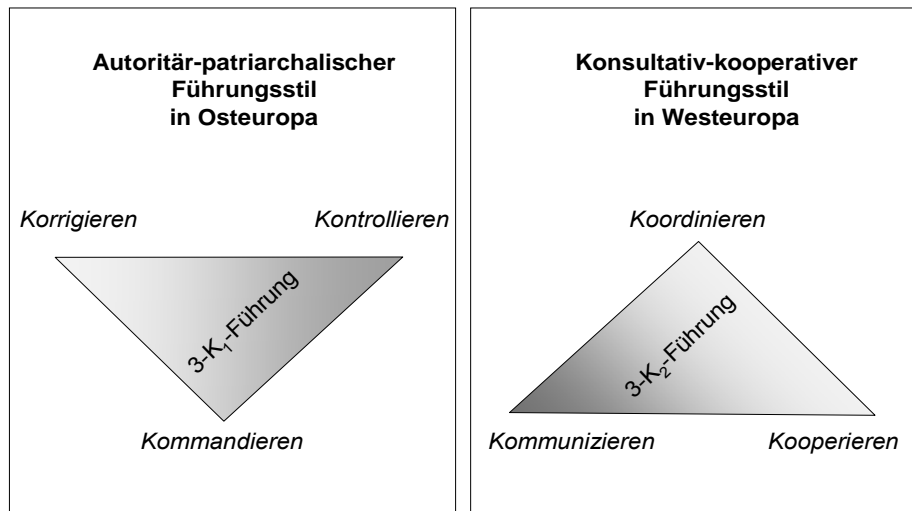 Autoritär-patriarchalischer
Führungsstil
in Osteuropa
Korrigieren
Kontrollieren
3-K₁-Führung
Kommandieren
Konsultativ-kooperativer
Führungsstil
in Westeuropa
Koordinieren
3-K₂-Führung
Kommunizieren
Kooperieren